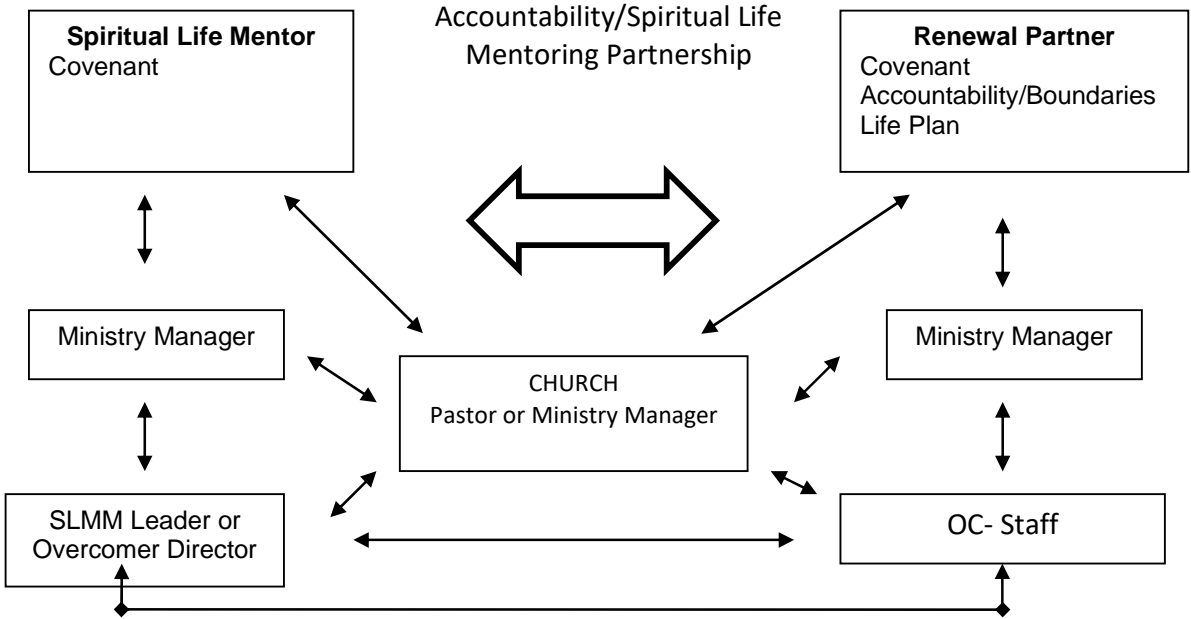 Accountability/Spiritual Life
Mentoring Partnership
Spiritual Life Mentor
Covenant
Renewal Partner
Covenant
Accountability/Boundaries
Life Plan
Ministry Manager
Ministry Manager
CHURCH
Pastor or Ministry Manager
SLMM Leader or
Overcomer Director
OC- Staff